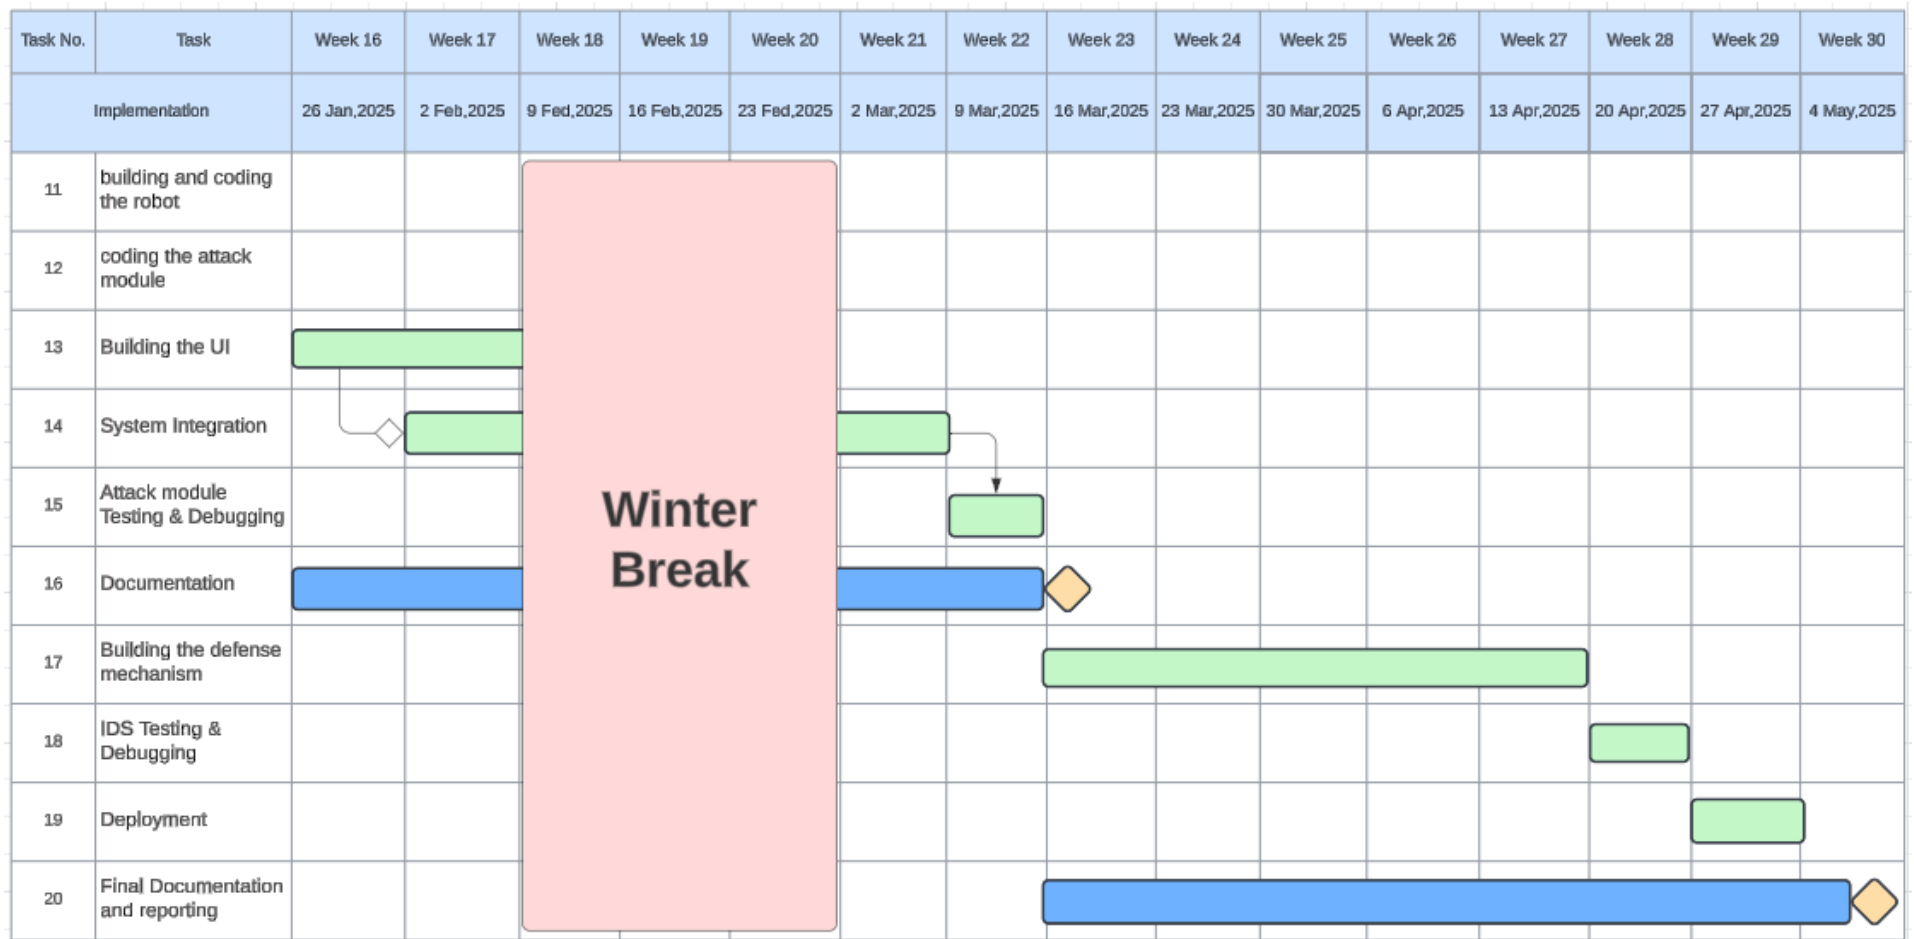 Task No. Task Week 16 Week 17 Week 18 Week 19 Week 20 Week 21 Week 22 Week 23 Week 24 Week 25 Week 26 Week 27 Week 28 Week 29 Week 30
Implementation 26 Jan,2025 2 Feb,2025 9 Fed,2025 16 Feb,2025 23 Fed,2025 2 Mar,2025 9 Mar,2025 16 Mar,2025 23 Mar,2025 30 Mar,2025 6 Apr,2025 13 Apr,2025 20 Apr,2025 27 Apr,2025 4 May,2025
11 building and coding
the robot
12 coding the attack
module
13 Building the UI
14 System Integration
15 Attack module
Testing & Debugging
16 Documentation
17 Building the defense
mechanism
18 IDS Testing &
Debugging
19 Deployment
20 Final Documentation
and reporting
Winter
Break